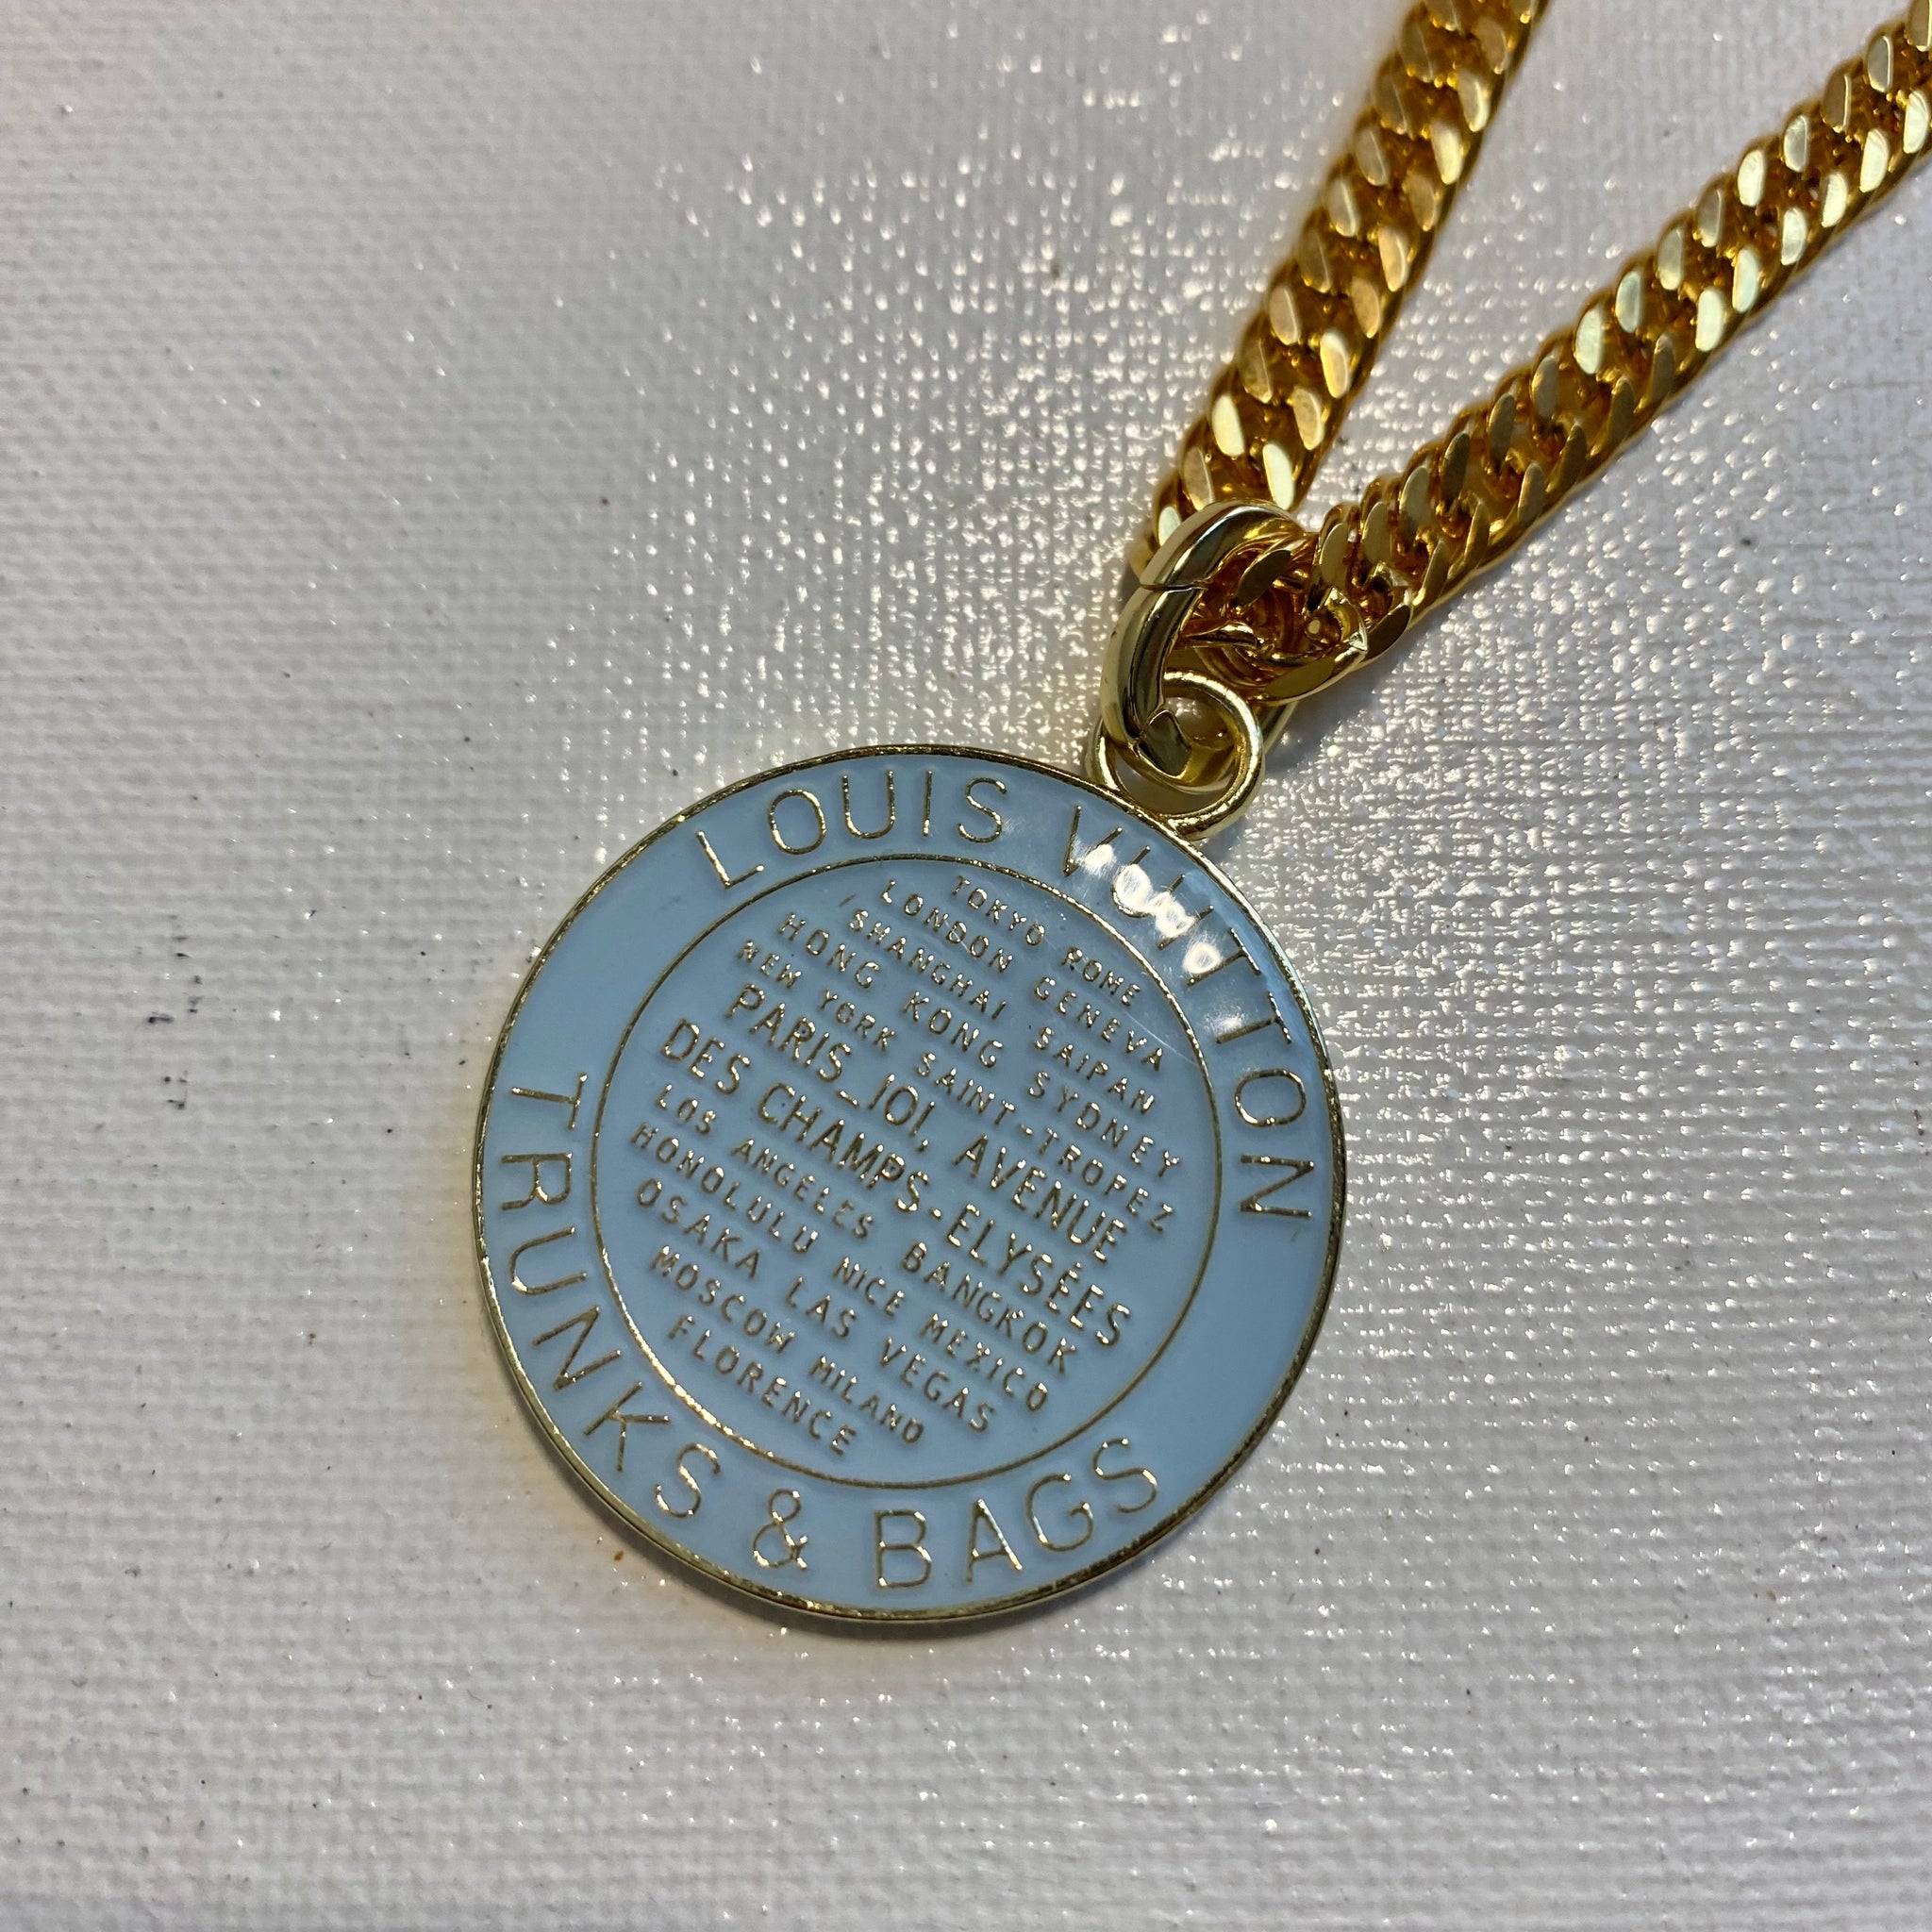 LOUIS VUITTON
TOKYO ROME
LONDON GENEVA
SHANGHAI SAIPAN
HONG KONG SYDNEY
NEW YORK SAINT-TROPEZ
PARIS_101, AVENUE
DES CHAMPS-ELYSÉES
LOS ANGELES BANGKOK
HONOLULU NICE MEXICO
OSAKA LAS VEGAS
MOSCOW MILANO
FLORENCE
TRUNKS & BAGS